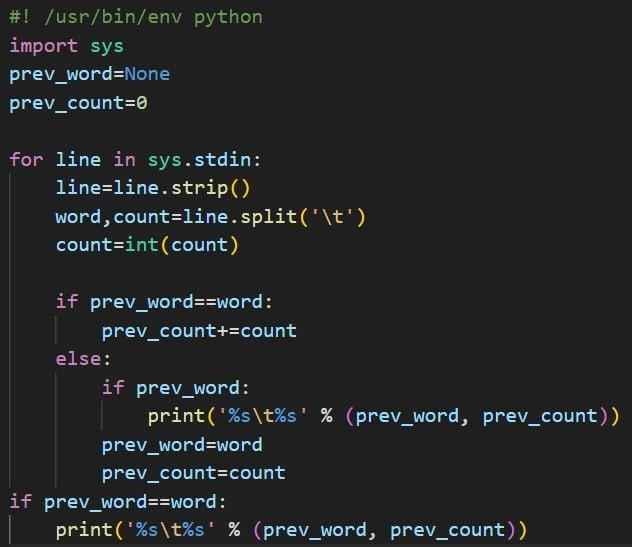 #! /usr/bin/env python
import sys
prev_word=None
prev_count=0

for line in sys.stdin:
    line=line.strip()
    word,count=line.split('\t')
    count=int(count)

    if prev_word==word:
        prev_count+=count
    else:
        if prev_word:
            print('%s\t%s' % (prev_word, prev_count))
        prev_word=word
        prev_count=count
if prev_word==word:
    print('%s\t%s' % (prev_word, prev_count))